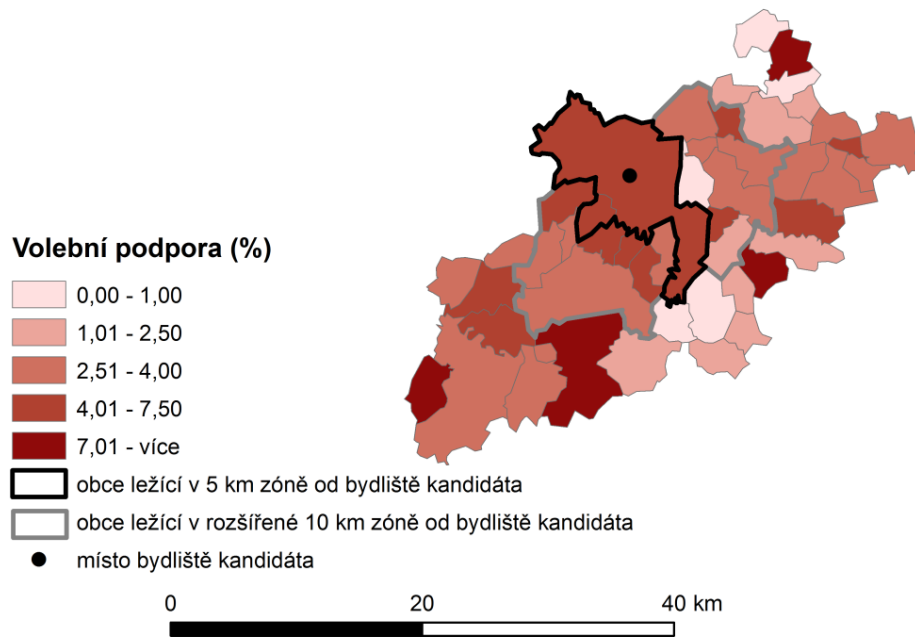 Volební podpora (%)
0,00 - 1,00
1,01 - 2,50
2,51 - 4,00
4,01 - 7,50
7,01 - více
obce ležící v 5 km zóně od bydliště kandidáta
obce ležící v rozšířené 10 km zóně od bydliště kandidáta
místo bydliště kandidáta
0 20 40 km